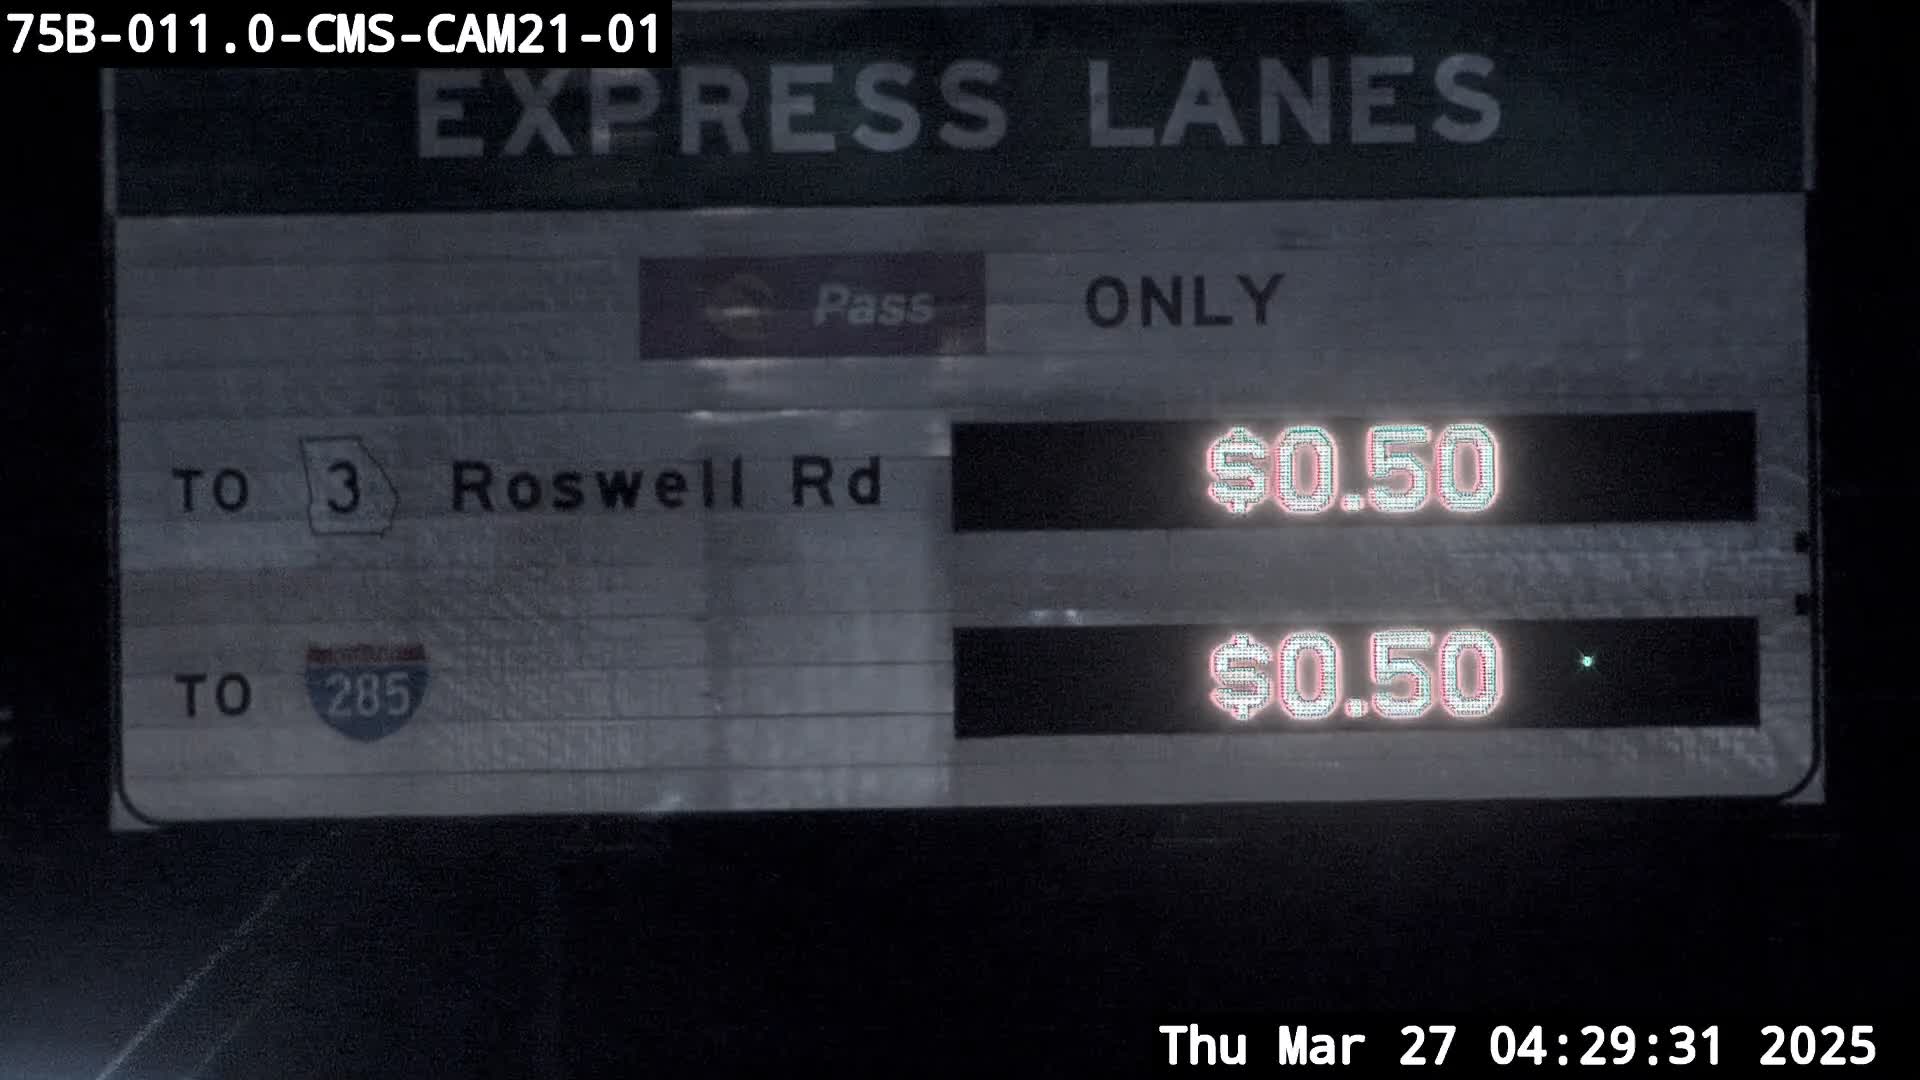 75B-011.0-CMS-CAM21-01
EXPRESS LANES
Pass ONLY
TO 3 Roswell Rd $0.50
TO 285 $0.50
Thu Mar 27 04:29:31 2025